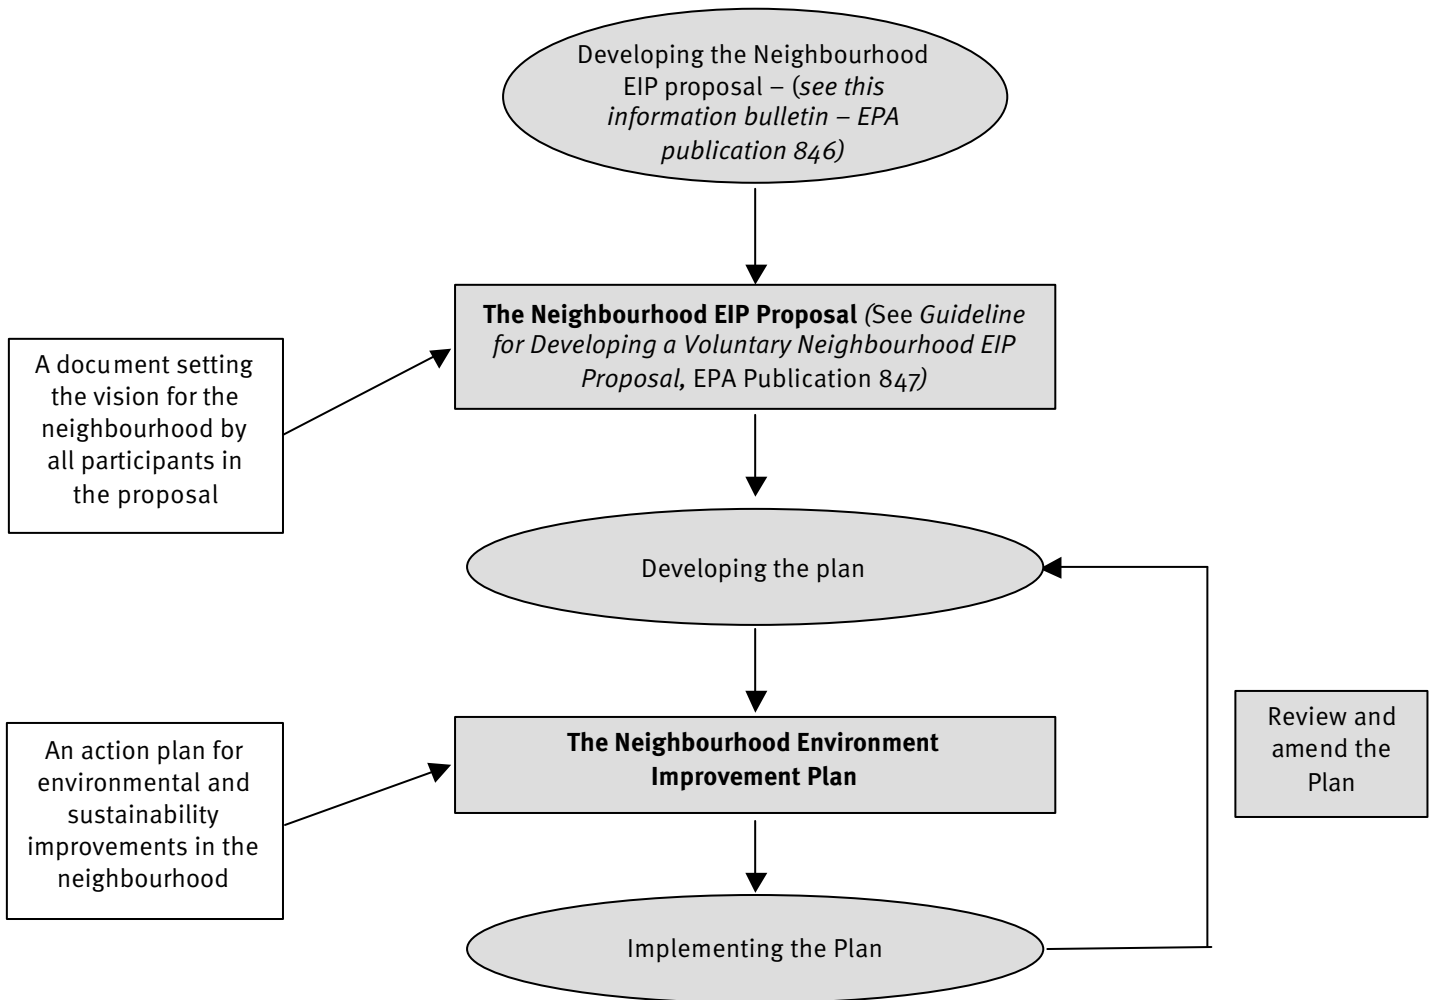 Developing the Neighbourhood
EIP proposal – (see this
information bulletin – EPA
publication 846)
The Neighbourhood EIP Proposal (See Guideline
for Developing a Voluntary Neighbourhood EIP
Proposal, EPA Publication 847)
A document setting
the vision for the
neighbourhood by
all participants in
the proposal
Developing the plan
The Neighbourhood Environment
Improvement Plan
Review and
amend the
Plan
An action plan for
environmental and
sustainability
improvements in the
neighbourhood
Implementing the Plan